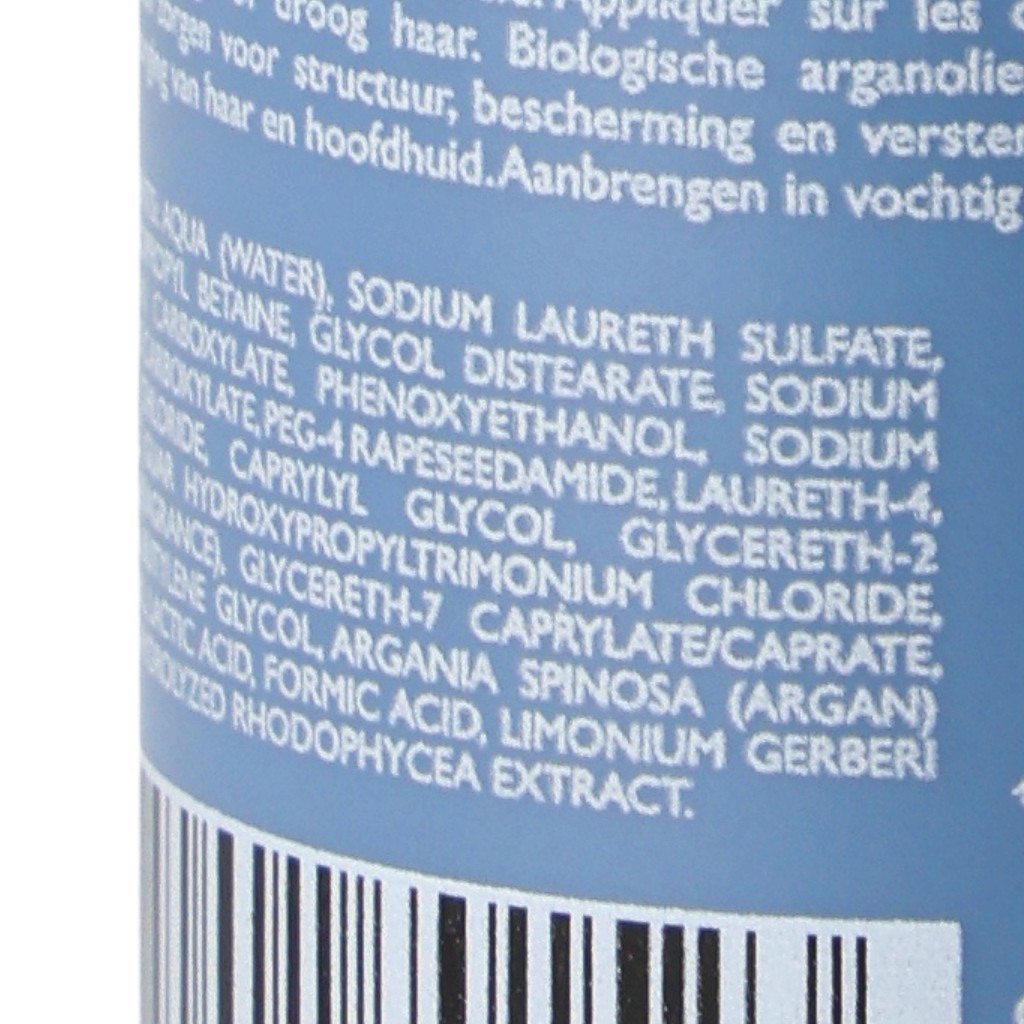 Appliquer sur les
droog haar. Biologische arganolie
voor structuur, bescherming en verster
van haar en hoofdhuid. Aanbrengen in vochtig
AQUA (WATER), SODIUM LAURETH SULFATE,
BETAINE, GLYCOL DISTEARATE, SODIUM
CARBOXYLATE, PHENOXYETHANOL, SODIUM
CARBOXYLATE, PEG-4 RAPESEEDAMIDE, LAURETH-4,
CAPRYLYL GLYCOL, GLYCERETH-2
HYDROXYPROPYLTRIMONIUM CHLORIDE,
GLYCERETH-7 CAPRYLATE/CAPRATE,
GLYCOL, ARGANIA SPINOSA (ARGAN)
ACID, FORMIC ACID, LIMONIUM GERBERI
RHODOPHYCEA EXTRACT.